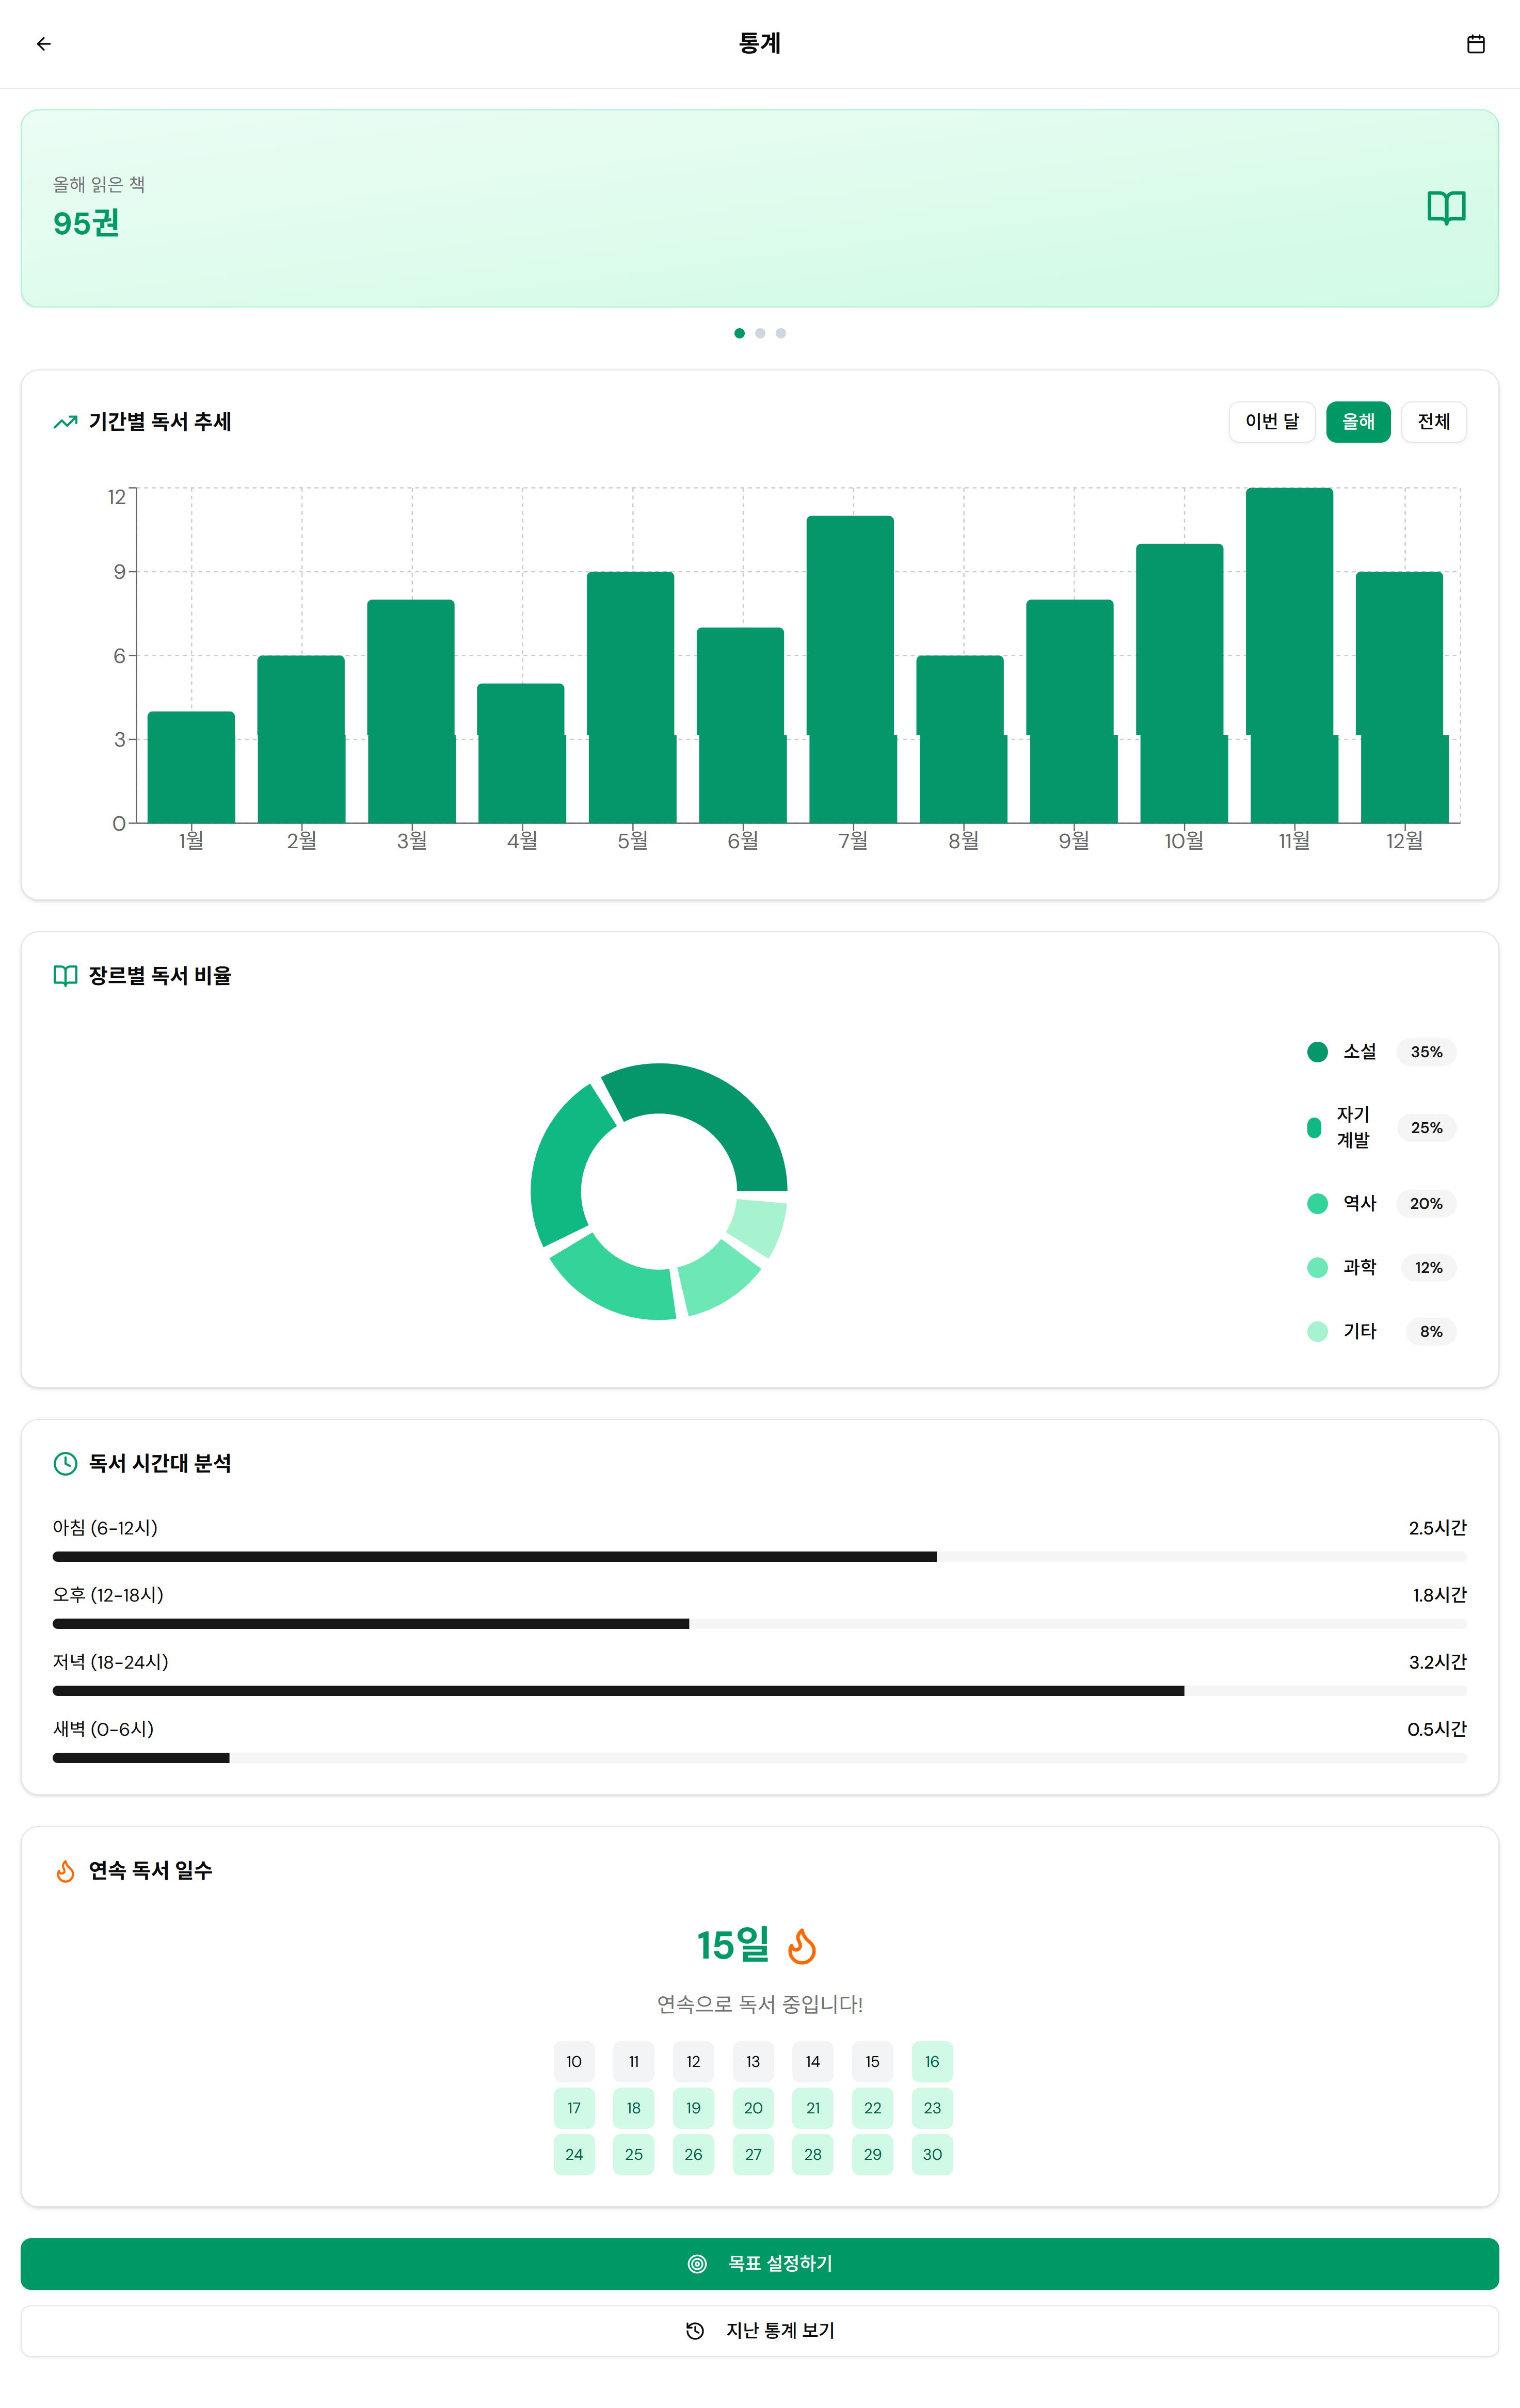 통계
올해 읽은 책
95권
기간별 독서 추세
이번 달 올해 전체
12
9
6
3
0
1월 2월 3월 4월 5월 6월 7월 8월 9월 10월 11월 12월
장르별 독서 비율
소설 35%
자기
계발 25%
역사 20%
과학 12%
기타 8%
독서 시간대 분석
아침 (6-12시) 2.5시간
오후 (12-18시) 1.8시간
저녁 (18-24시) 3.2시간
새벽 (0-6시) 0.5시간
연속 독서 일수
15일
연속으로 독서 중입니다!
10 11 12 13 14 15 16
17 18 19 20 21 22 23
24 25 26 27 28 29 30
목표 설정하기
지난 통계 보기